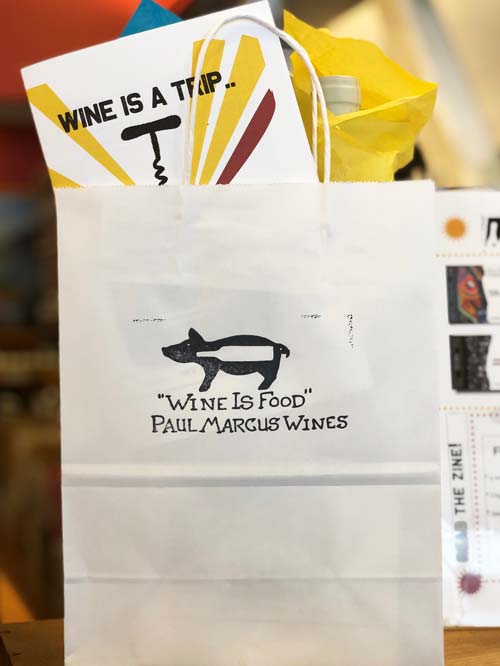 WINE IS A TRIP..
"WINE IS FOOD"
PAUL MARCUS WINES
THE ZINE!